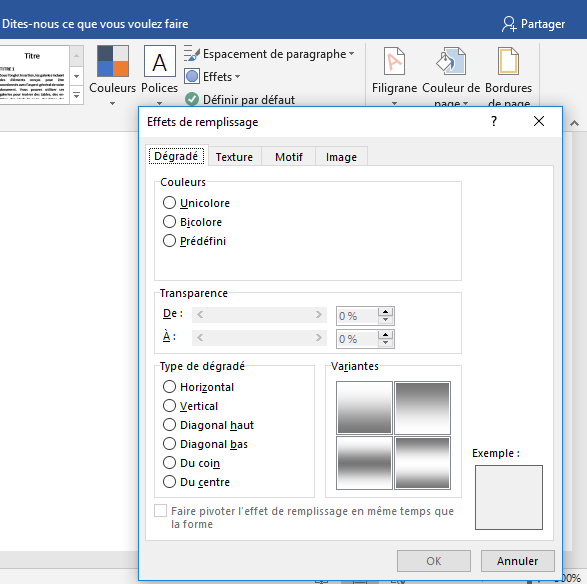 Dites-nous ce que vous voulez faire
Partager
Titre
TITRE 1
Couleurs
A
Polices
Espacement de paragraphe
Effets
Définir par défaut
A
Filigrane
Couleur de
page
Bordures
de page
Effets de remplissage
?
Dégradé
Texture
Motif
Image
Couleurs
Unicolore
Bicolore
Prédéfini
Transparence
De :
0 %
À :
0 %
Type de dégradé
Horizontal
Vertical
Diagonal haut
Diagonal bas
Du coin
Du centre
Variantes
Exemple :
Faire pivoter l'effet de remplissage en même temps que
la forme
OK
Annuler